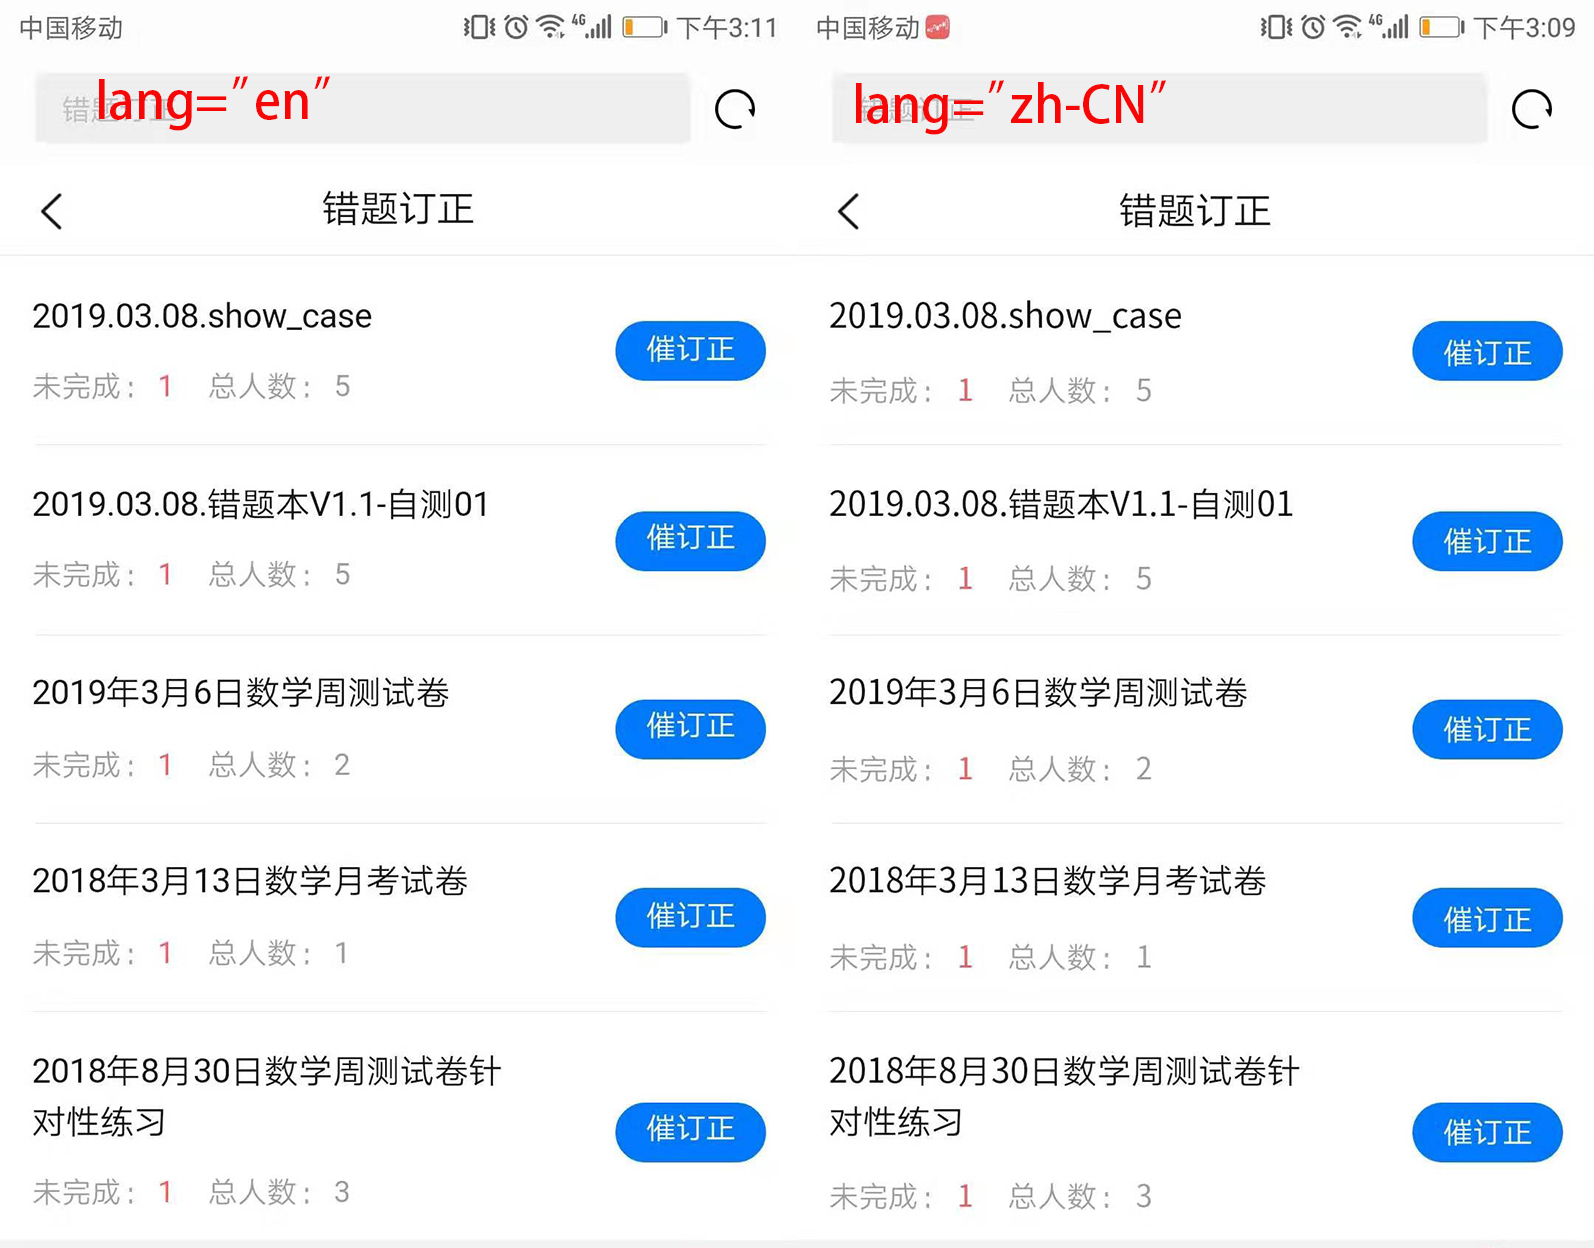 中国移动 4G 下午3:11
错题订正
lang="en"
错题订正
2019.03.08.show_case
未完成： 1 总人数： 5
催订正
2019.03.08.错题本V1.1-自测01
未完成： 1 总人数： 5
催订正
2019年3月6日数学周测试卷
未完成： 1 总人数： 2
催订正
2018年3月13日数学月考试卷
未完成： 1 总人数： 1
催订正
2018年8月30日数学周测试卷针
对性练习
未完成： 1 总人数： 3
催订正
中国移动 4G 下午3:09
错题订正
lang="zh-CN"
错题订正
2019.03.08.show_case
未完成： 1 总人数： 5
催订正
2019.03.08.错题本V1.1-自测01
未完成： 1 总人数： 5
催订正
2019年3月6日数学周测试卷
未完成： 1 总人数： 2
催订正
2018年3月13日数学月考试卷
未完成： 1 总人数： 1
催订正
2018年8月30日数学周测试卷针
对性练习
未完成： 1 总人数： 3
催订正